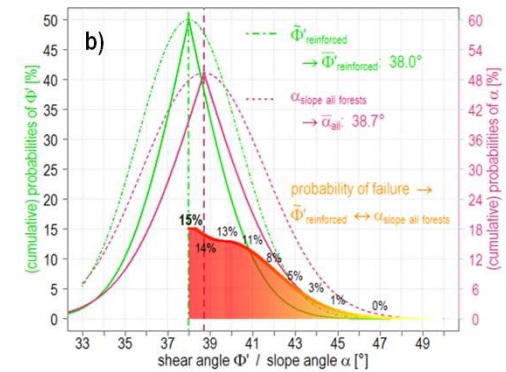 b)
(cumulative) probabilities of Φ' [%]
50
45
40
35
30
25
20
15
10
5
0
Φ̃'reinforced
→ Φ̅'reinforced: 38.0°
αslope all forests
→ α̅all: 38.7°
probability of failure →
Φ̃'reinforced ↔ αslope all forests
15%
14%
13%
11%
8%
5%
3%
1%
0%
60
54
48
42
36
30
24
18
12
6
0
(cumulative) probabilities of α [%]
33 35 37 39 41 43 45 47 49
shear angle Φ' / slope angle α [°]